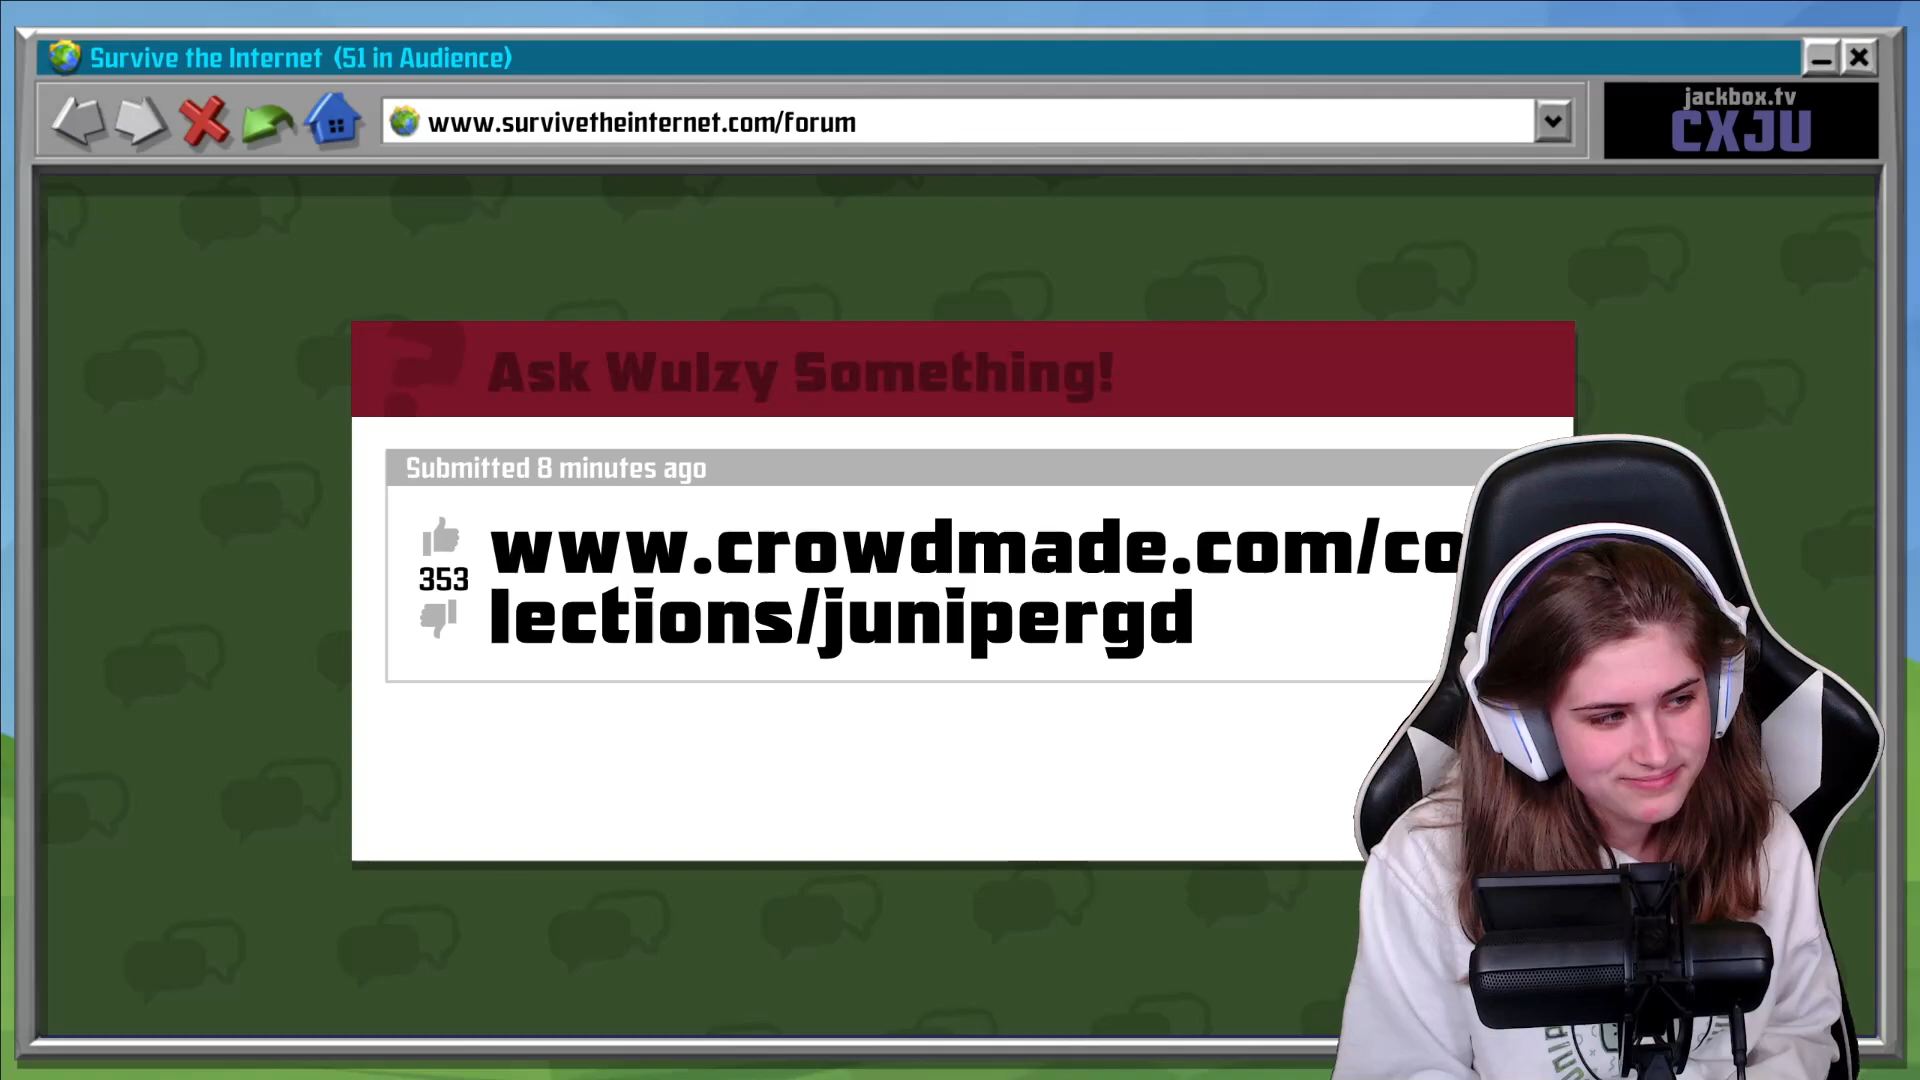 Survive the Internet (51 in Audience)
www.survivetheinternet.com/forum
jackbox.tv
CXJU
Ask Wulzy Something!
Submitted 8 minutes ago
353
www.crowdmade.com/co
lections/junipergd